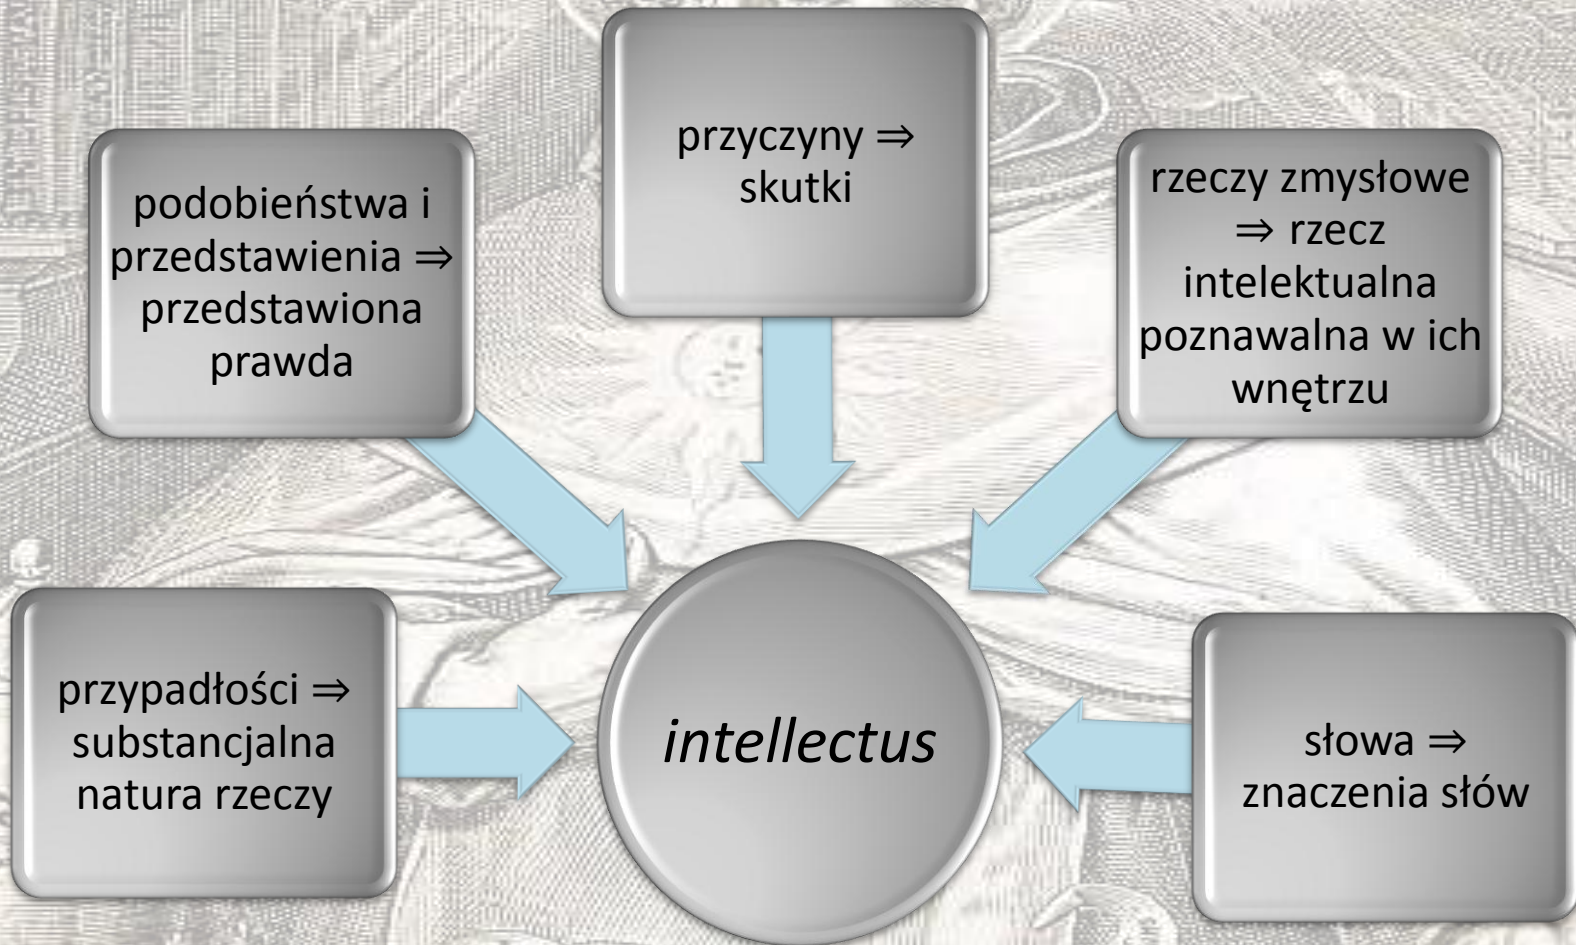 przyczyny ⇒
skutki
podobieństwa i
przedstawienia ⇒
przedstawiona
prawda
rzeczy zmysłowe
⇒ rzecz
intelektualna
poznawalna w ich
wnętrzu
przypadłości ⇒
substancjalna
natura rzeczy
intellectus
słowa ⇒
znaczenia słów